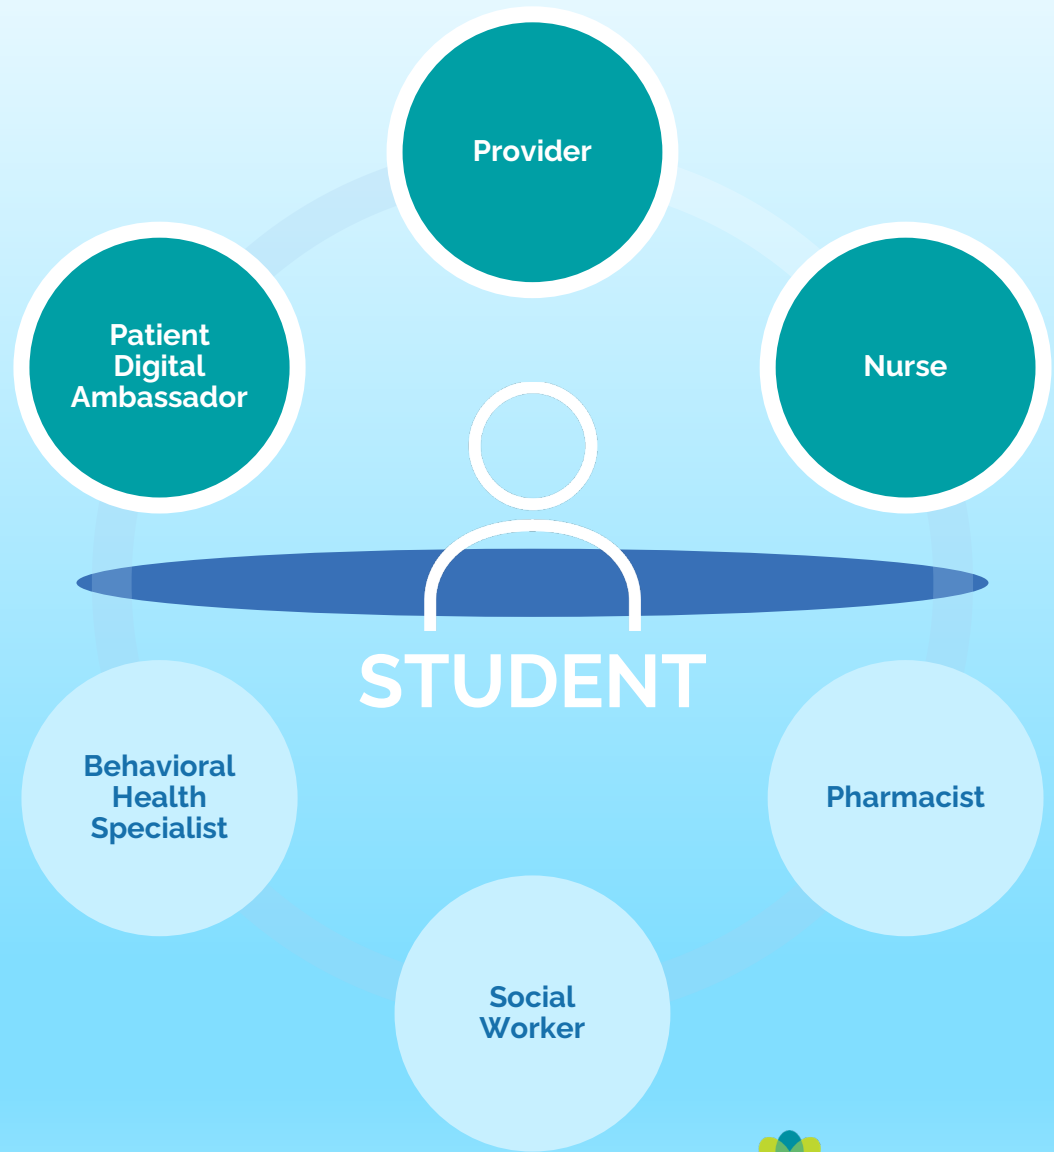 Provider
Patient
Digital
Ambassador
Nurse
STUDENT
Behavioral
Health
Specialist
Pharmacist
Social
Worker